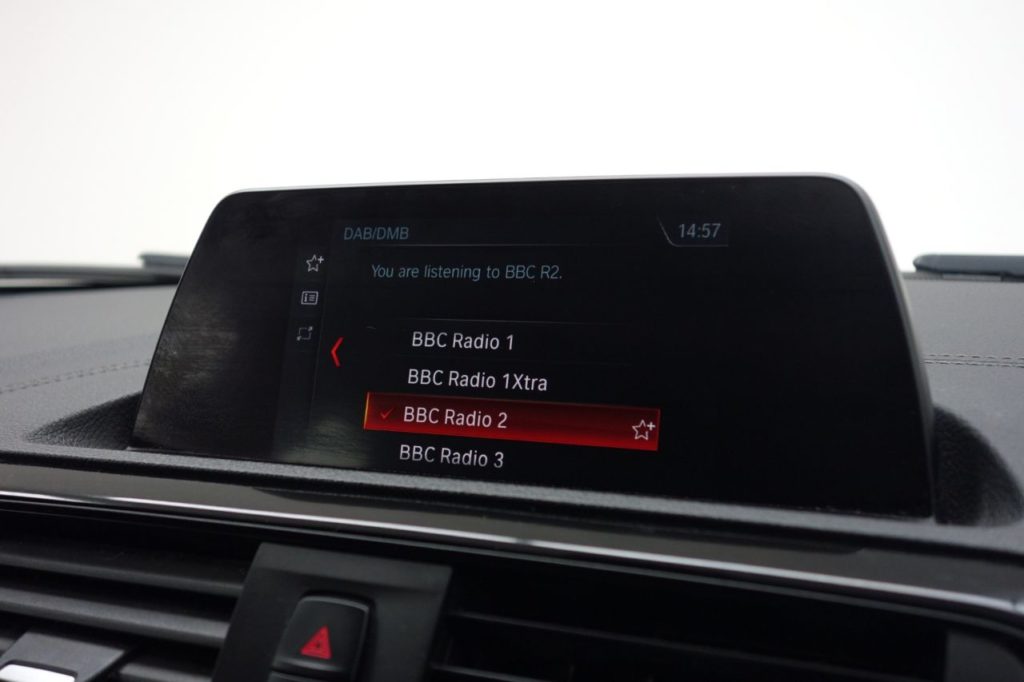 DAB/DMB
14:57
You are listening to BBC R2.
BBC Radio 1
BBC Radio 1Xtra
BBC Radio 2
BBC Radio 3